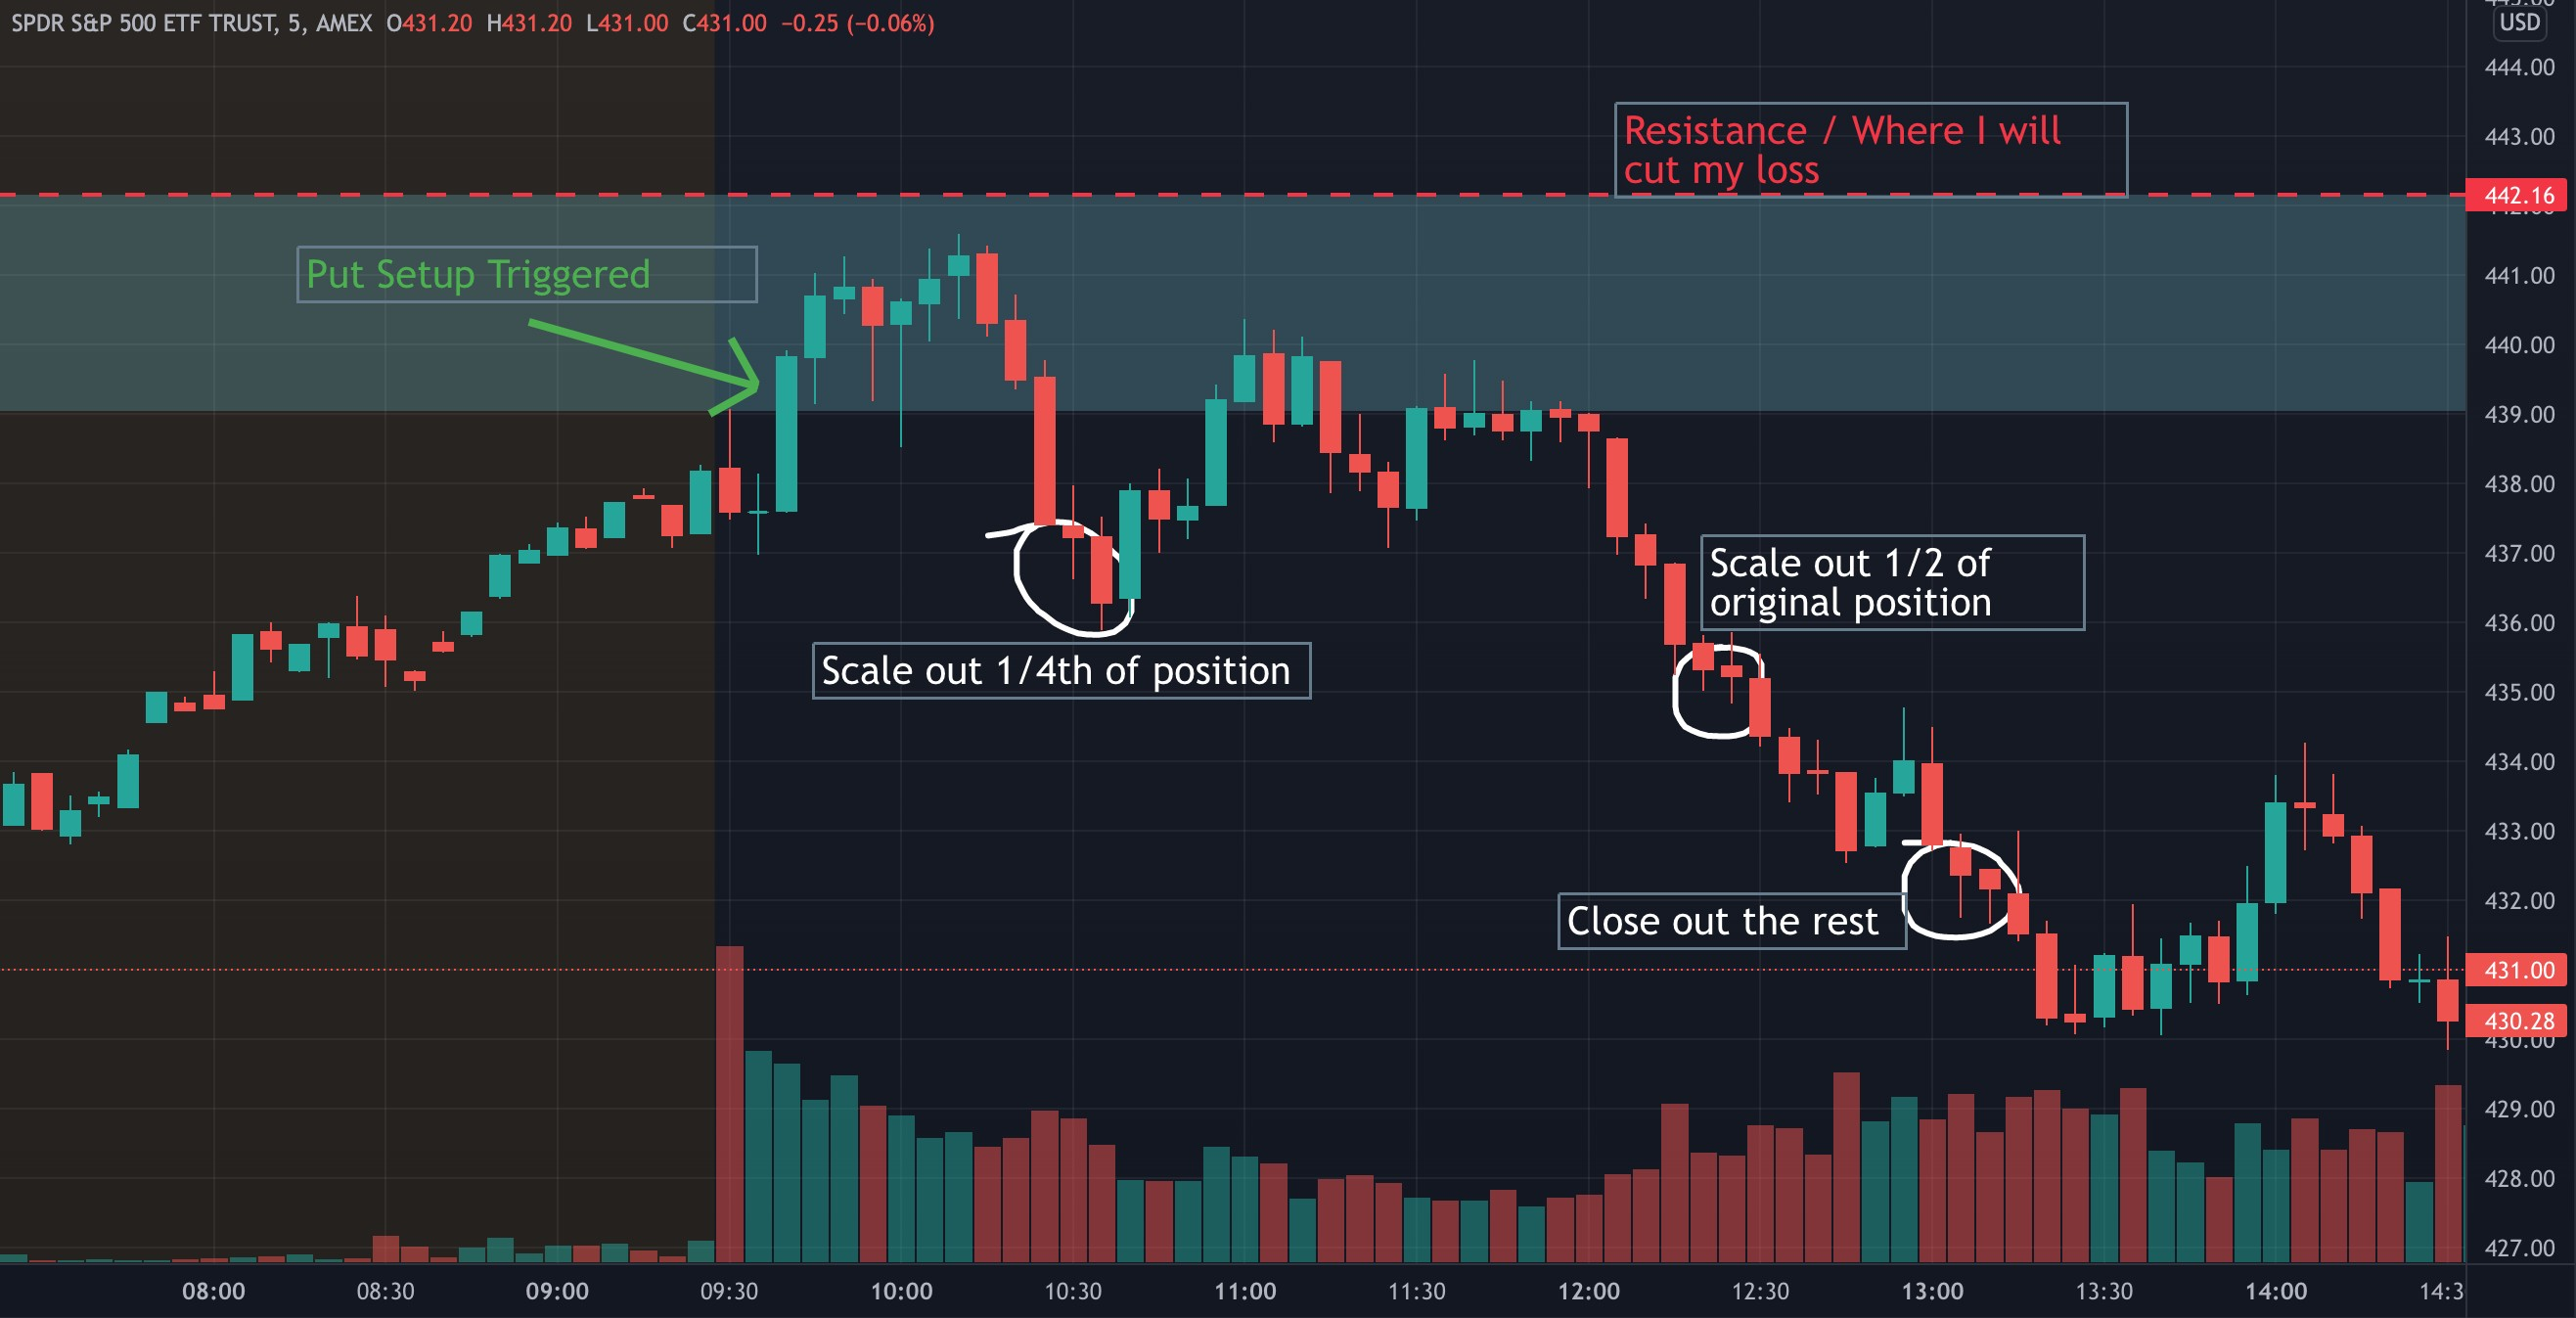 SPDR S&P 500 ETF TRUST, 5, AMEX O431.20 H431.20 L431.00 C431.00 −0.25 (−0.06%)
USD
444.00
443.00
Resistance / Where I will
cut my loss
442.16
Put Setup Triggered
441.00
440.00
439.00
438.00
437.00
Scale out 1/2 of
original position
436.00
Scale out 1/4th of position
435.00
434.00
433.00
432.00
Close out the rest
431.00
430.28
430.00
429.00
428.00
427.00
08:00 08:30 09:00 09:30 10:00 10:30 11:00 11:30 12:00 12:30 13:00 13:30 14:00 14:3